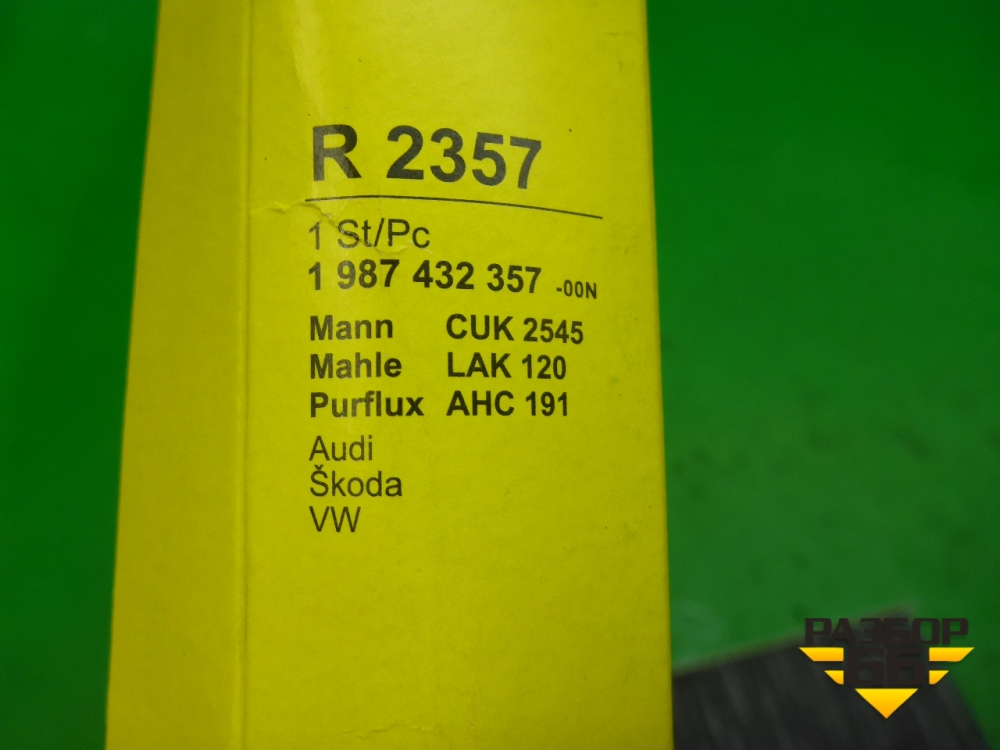 R 2357
1 St/Pc
1 987 432 357 -00N
Mann CUK 2545
Mahle LAK 120
Purflux AHC 191
Audi
Škoda
VW
РАЗБОР
66